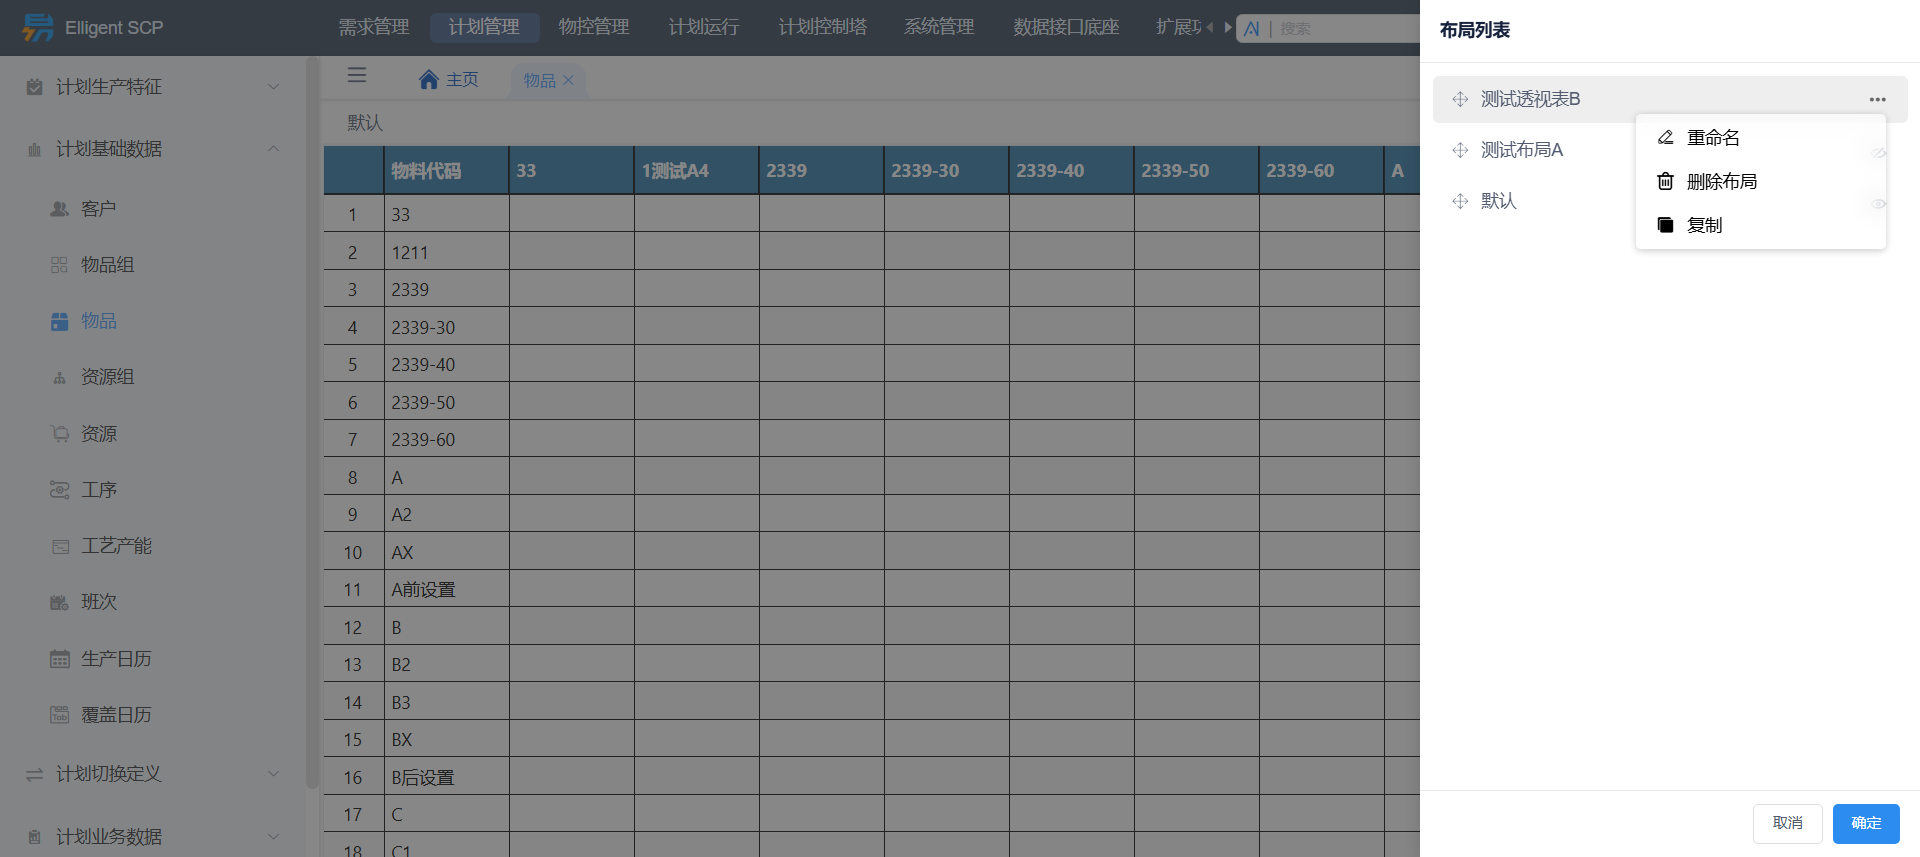 Elligent SCP
需求管理 计划管理 物控管理 计划运行 计划控制塔 系统管理 数据接口底座 扩展
AI | 搜索
计划生产特征
计划基础数据
客户
物品组
物品
资源组
资源
工序
工艺产能
班次
生产日历
覆盖日历
计划切换定义
计划业务数据
主页 物品
默认
物料代码 33 1测试A4 2339 2339-30 2339-40 2339-50 2339-60 A
1 33
2 1211
3 2339
4 2339-30
5 2339-40
6 2339-50
7 2339-60
8 A
9 A2
10 AX
11 A前设置
12 B
13 B2
14 B3
15 BX
16 B后设置
17 C
18 C1
布局列表
测试透视表B
测试布局A
默认
重命名
删除布局
复制
取消 确定